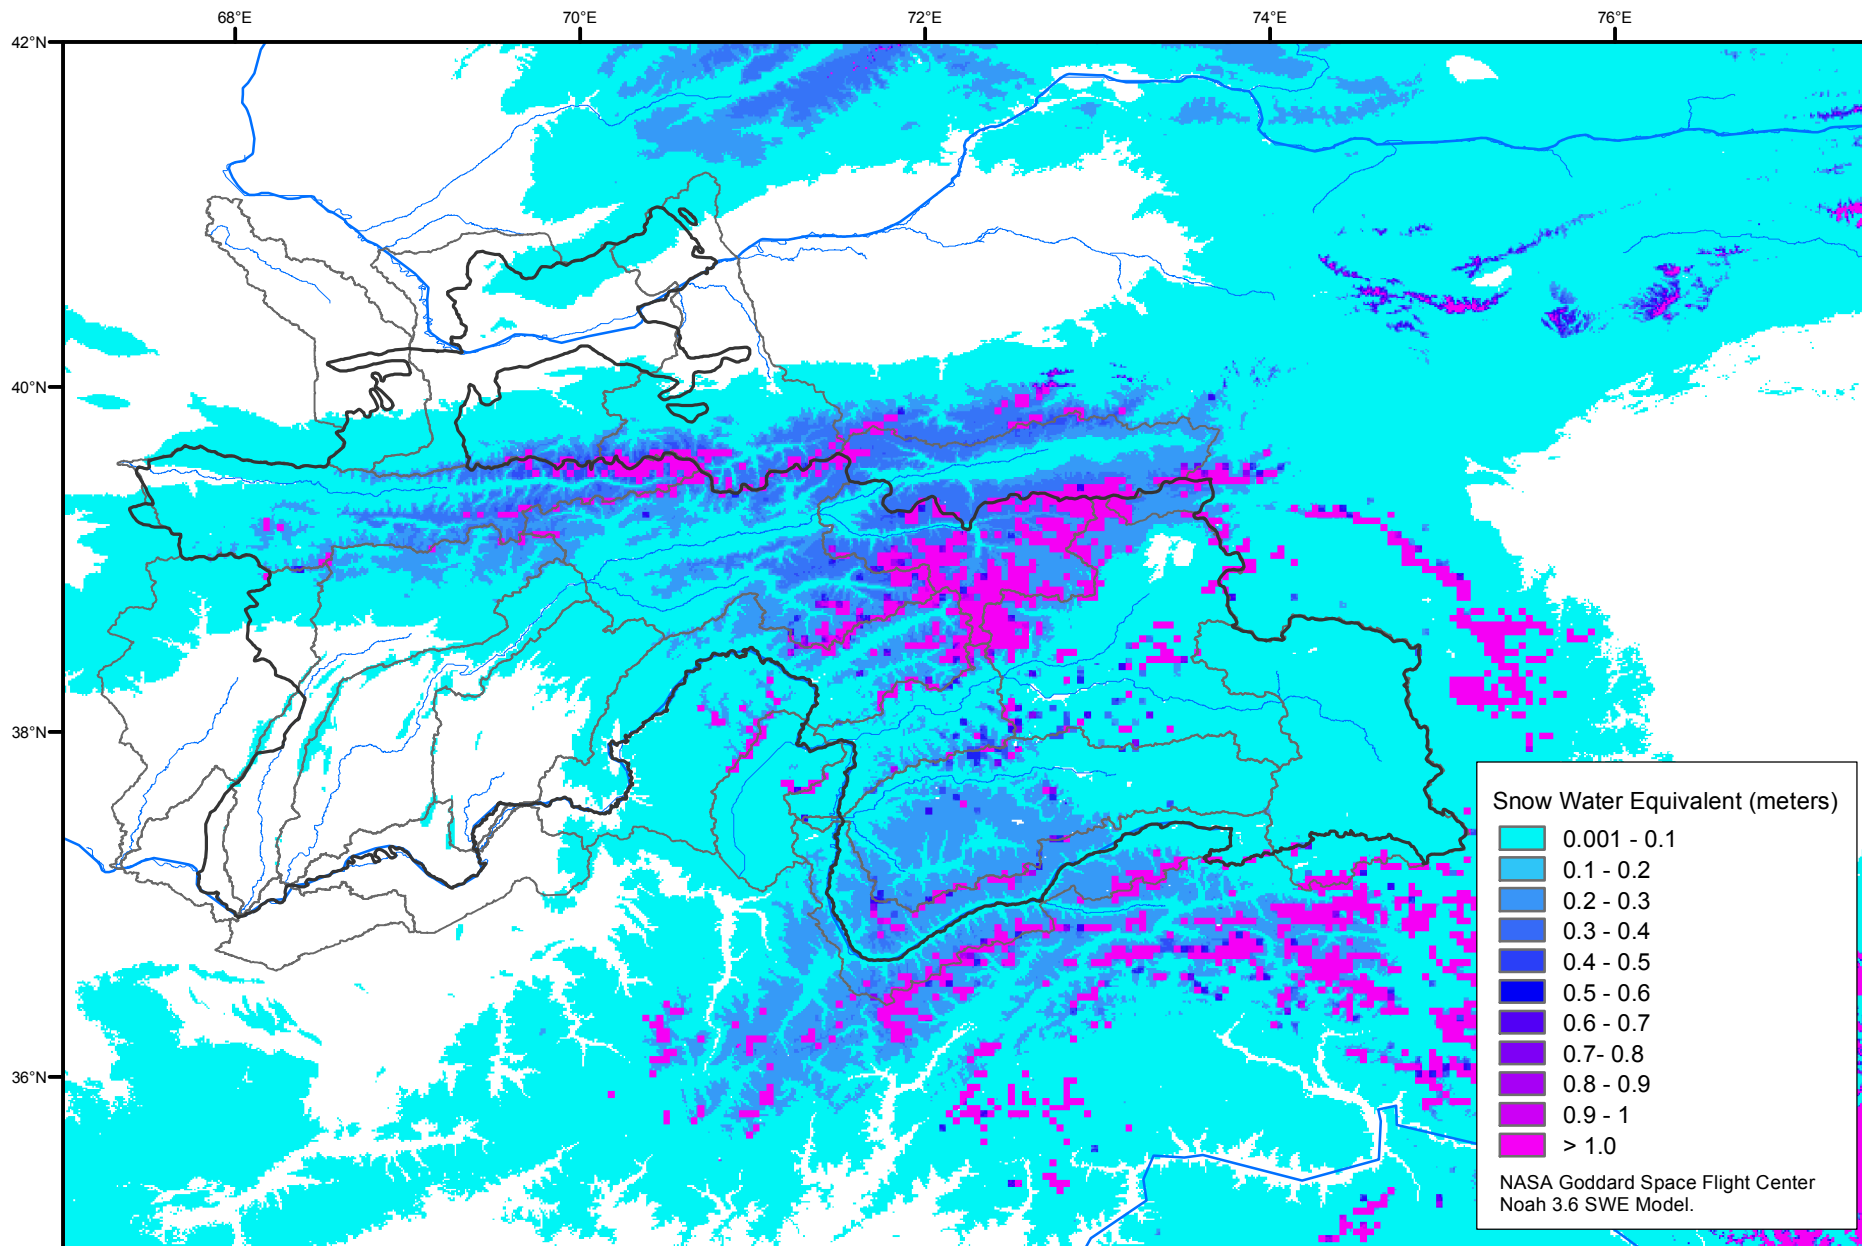 68°E 70°E 72°E 74°E 76°E
42°N
40°N
38°N
36°N
Snow Water Equivalent (meters)
0.001 - 0.1
0.1 - 0.2
0.2 - 0.3
0.3 - 0.4
0.4 - 0.5
0.5 - 0.6
0.6 - 0.7
0.7- 0.8
0.8 - 0.9
0.9 - 1
> 1.0
NASA Goddard Space Flight Center
Noah 3.6 SWE Model.